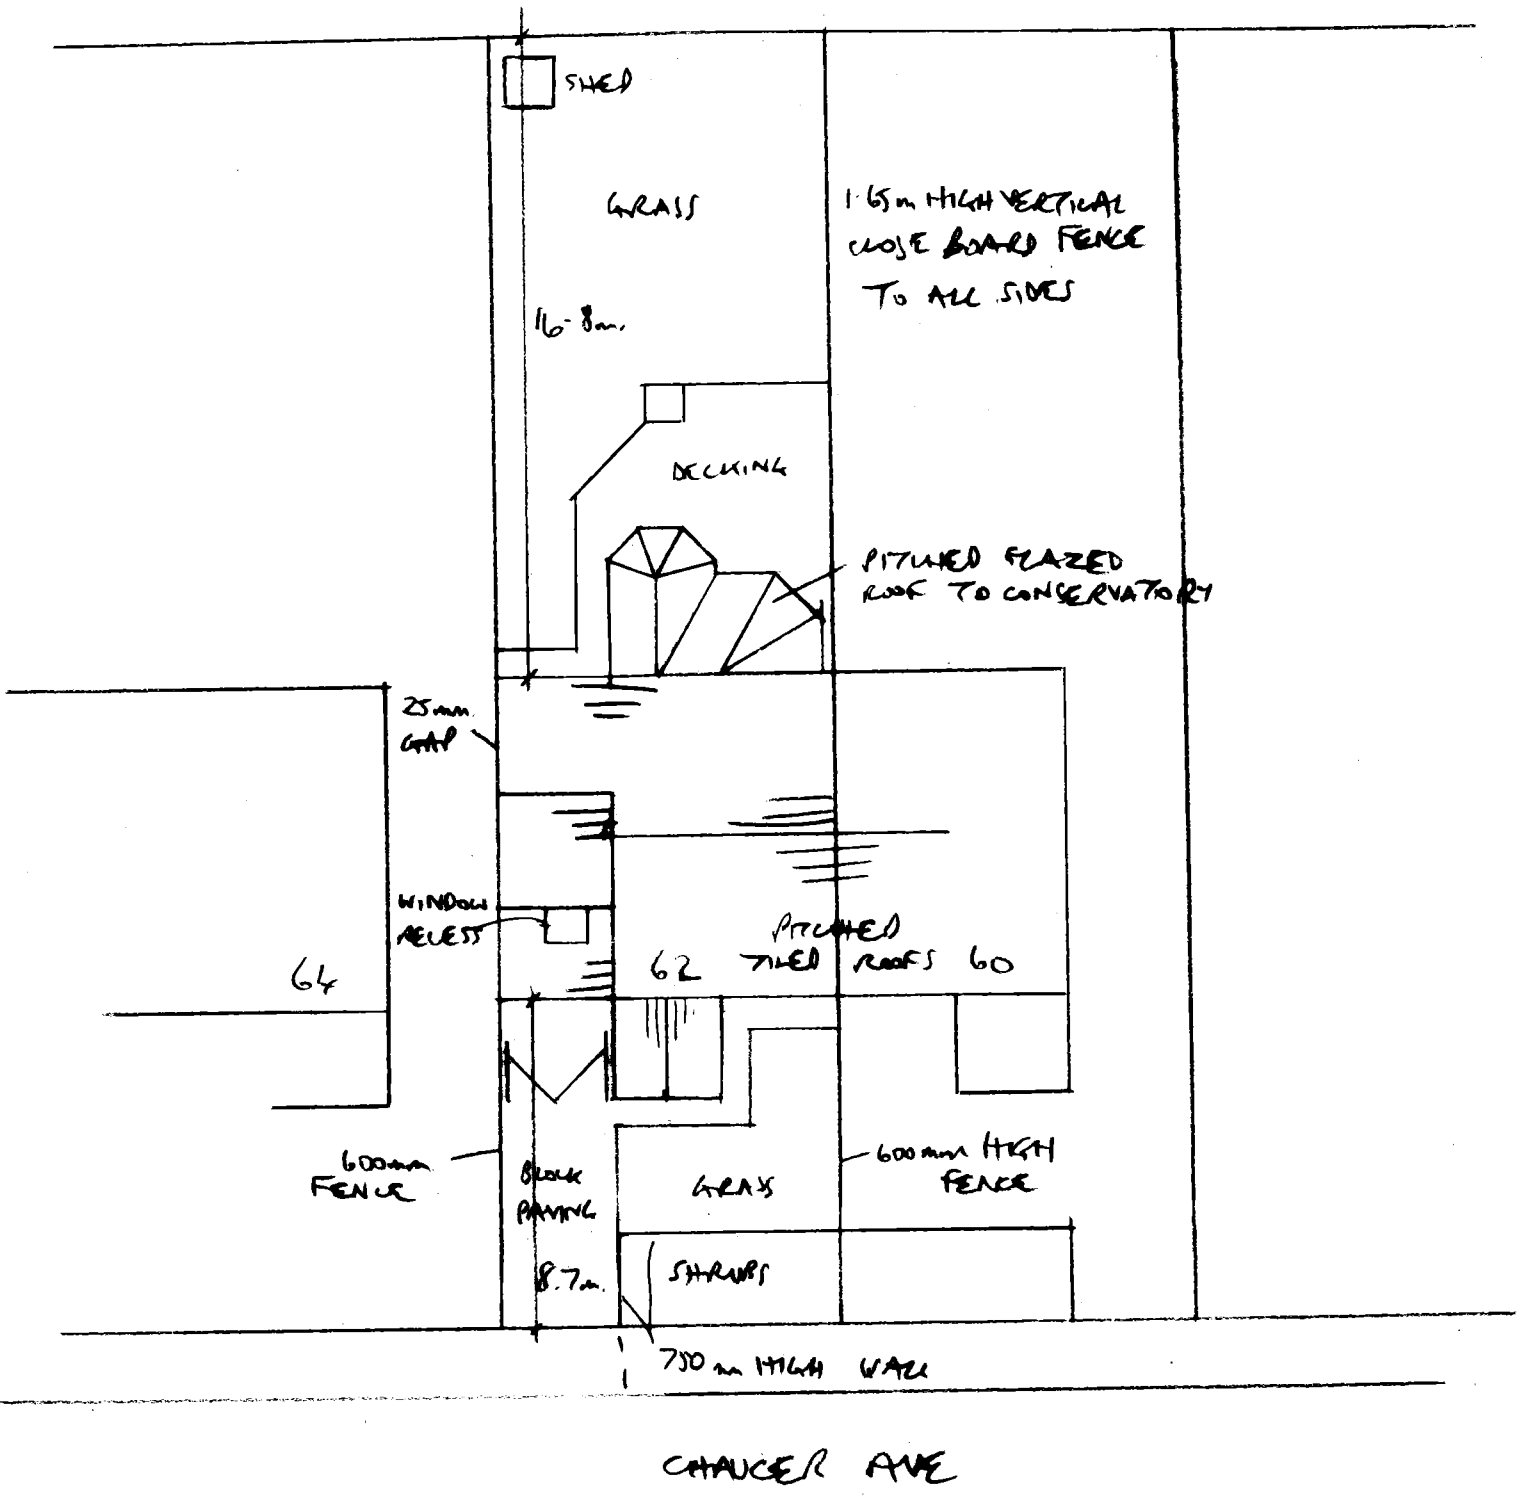 SHED
GRASS
1.65m HIGH VERTICAL
CLOSE BOARD FENCE
TO ALL SIDES
16.8m.
DECKING
PITCHED GLAZED
ROOF TO CONSERVATORY
25mm
GAP
WINDOW
RECESS
PITCHED
TILED ROOFS
64
62
60
600mm
FENCE
BLOCK
PAVING
GRASS
600mm HIGH
FENCE
8.7m.
SHRUBS
750mm HIGH WALL
CHAUCER AVE